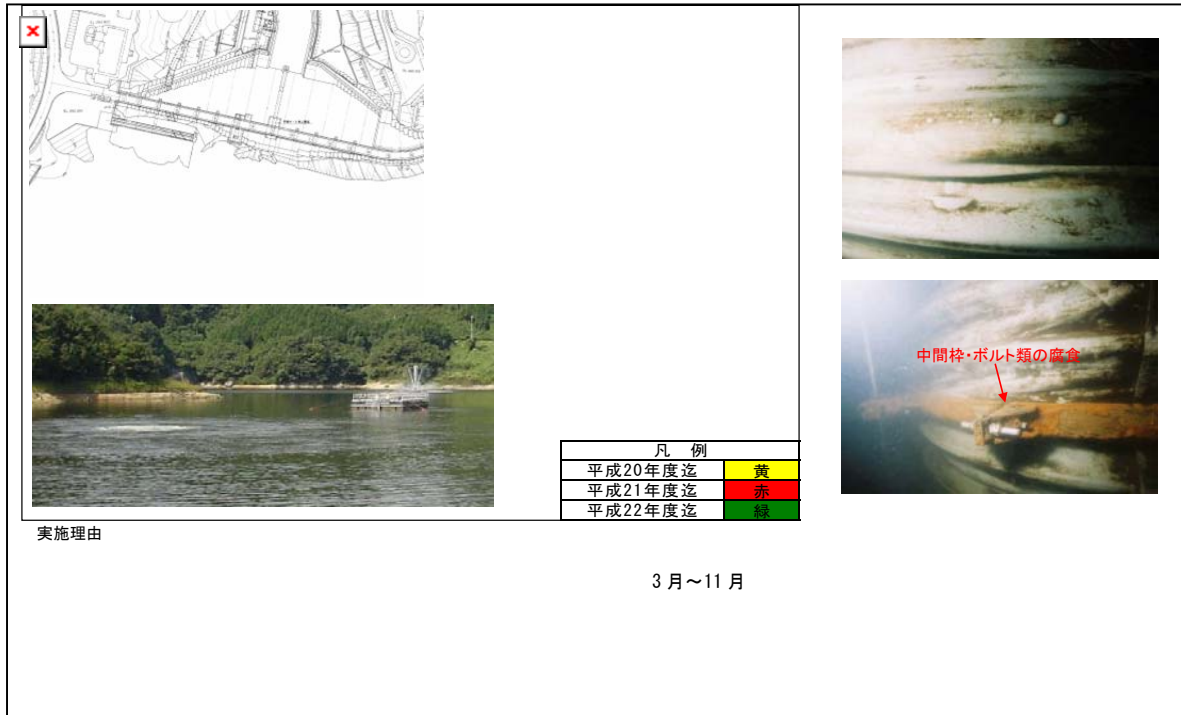 中間枠・ボルト類の腐食
凡 例
平成20年度迄 黄
平成21年度迄 赤
平成22年度迄 緑
実施理由
3月～11月